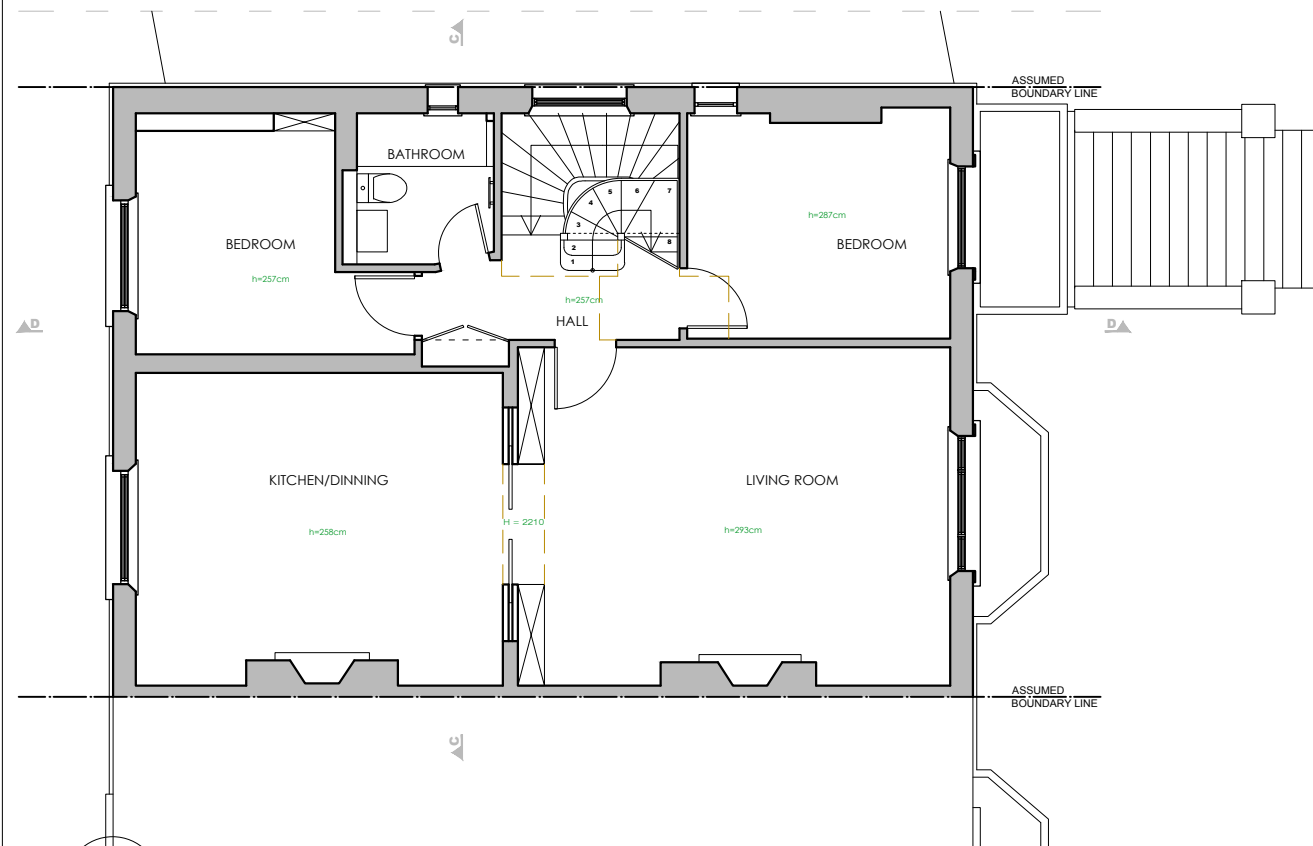 C
ASSUMED
BOUNDARY LINE
BATHROOM
5
6
7
4
3
8
2
1
h=287cm
BEDROOM
BEDROOM
h=257cm
h=257cm
HALL
D
D
KITCHEN/DINNING
LIVING ROOM
H = 2210
h=258cm
h=293cm
ASSUMED
BOUNDARY LINE
C